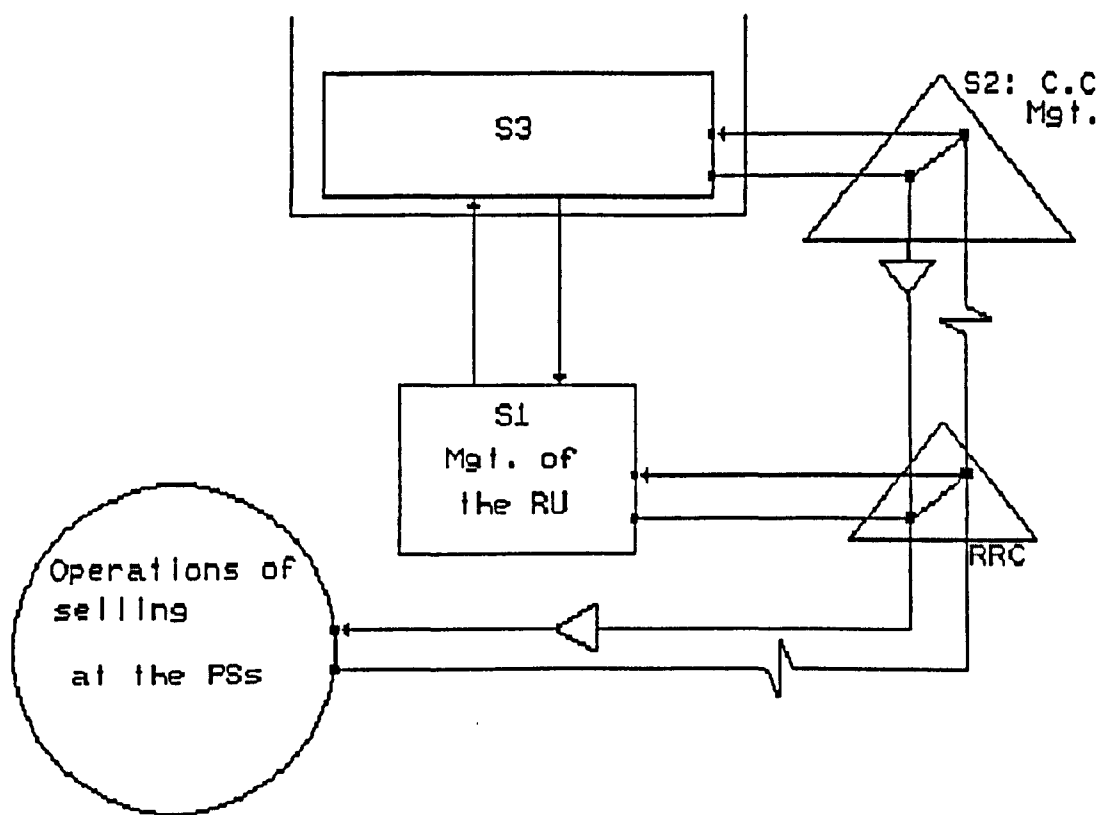 S2: C.C
Mgt.
S3
S1
Mgt. of
the RU
RRC
Operations of
selling
at the PSs